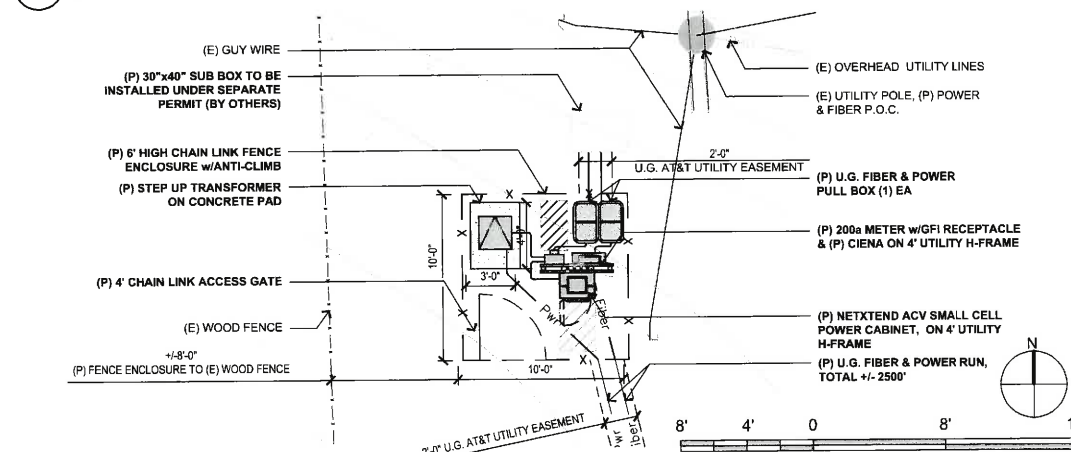 (E) GUY WIRE
(P) 30"x40" SUB BOX TO BE
INSTALLED UNDER SEPARATE
PERMIT (BY OTHERS)
(P) 6' HIGH CHAIN LINK FENCE
ENCLOSURE w/ANTI-CLIMB
(P) STEP UP TRANSFORMER
ON CONCRETE PAD
(P) 4' CHAIN LINK ACCESS GATE
(E) WOOD FENCE
+/-8'-0"
(P) FENCE ENCLOSURE TO (E) WOOD FENCE
10'-0"
3'-0"
X
X
X
X
X
X
X
Pwr
Fiber
10'-0"
2'-0"
U.G. AT&T UTILITY EASEMENT
U.G. AT&T UTILITY EASEMENT
(E) OVERHEAD UTILITY LINES
(E) UTILITY POLE, (P) POWER
& FIBER P.O.C.
(P) U.G. FIBER & POWER
PULL BOX (1) EA
(P) 200a METER w/GFI RECEPTACLE
& (P) CIENA ON 4' UTILITY H-FRAME
(P) NETXTEND ACV SMALL CELL
POWER CABINET, ON 4' UTILITY
H-FRAME
(P) U.G. FIBER & POWER RUN,
TOTAL +/- 2500'
N
8' 4' 0 8'